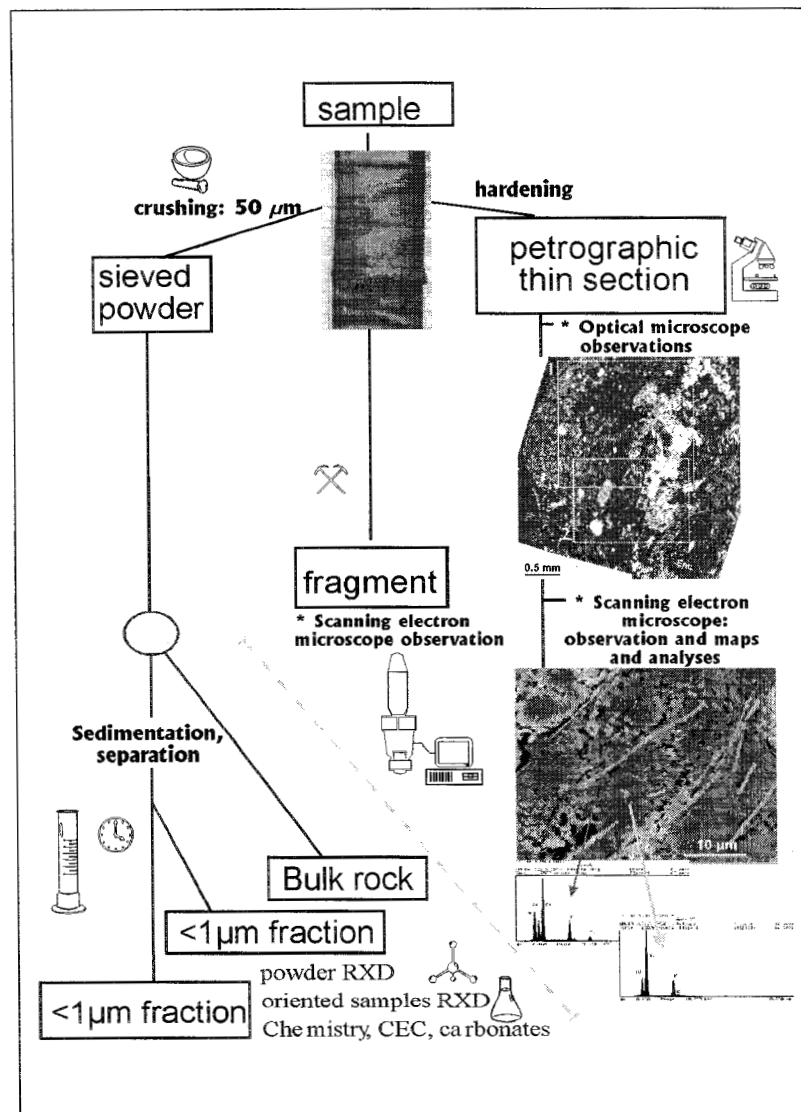 sample
crushing: 50 µm
hardening
sieved
powder
petrographic
thin section
* Optical microscope
observations
0.5 mm
fragment
* Scanning electron
microscope observation
* Scanning electron
microscope:
observation and maps
and analyses
10 µm
Sedimentation,
separation
Bulk rock
<1µm fraction
<1µm fraction
powder RXD
oriented samples RXD
Chemistry, CEC, carbonates